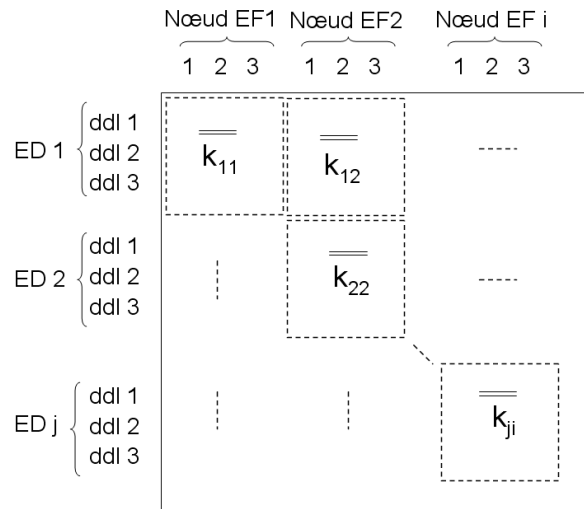 Nœud EF1 Nœud EF2 Nœud EF i
1 2 3 1 2 3 1 2 3
ddl 1
ED 1 ddl 2 k11 k12
ddl 3
ddl 1
ED 2 ddl 2 k22
ddl 3
ddl 1
ED j ddl 2 kji
ddl 3